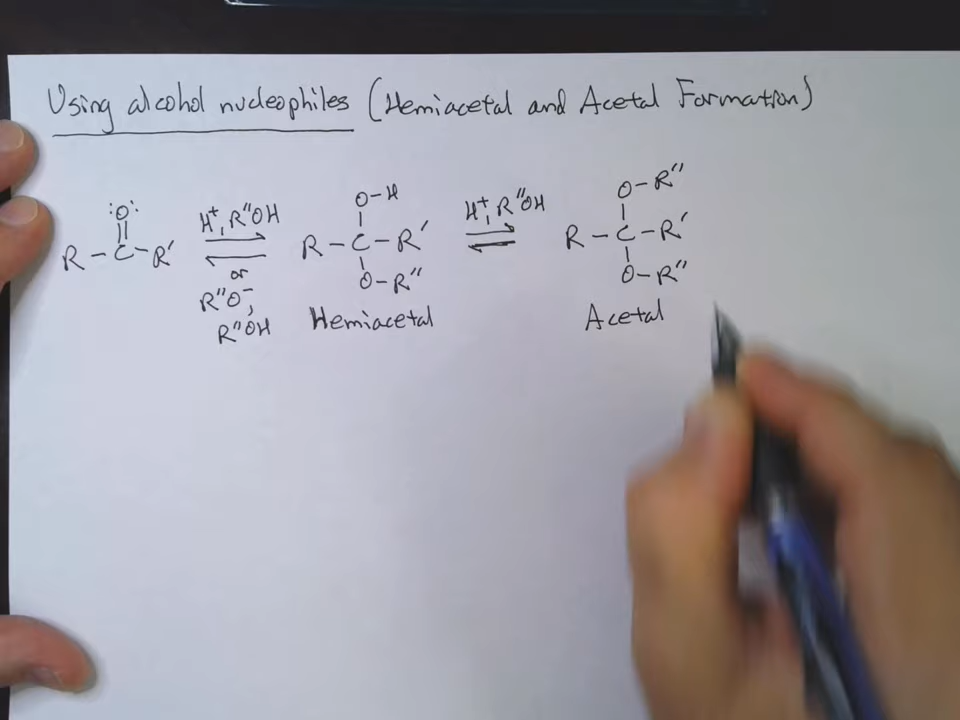 Using alcohol nucleophiles (Hemiacetal and Acetal Formation)
:O:
||
R-C-R'
H⁺, R"OH
or
R"O⁻,
R"OH
O-H
|
R-C-R'
|
O-R"
Hemiacetal
H⁺, R"OH
O-R"
|
R-C-R'
|
O-R"
Acetal